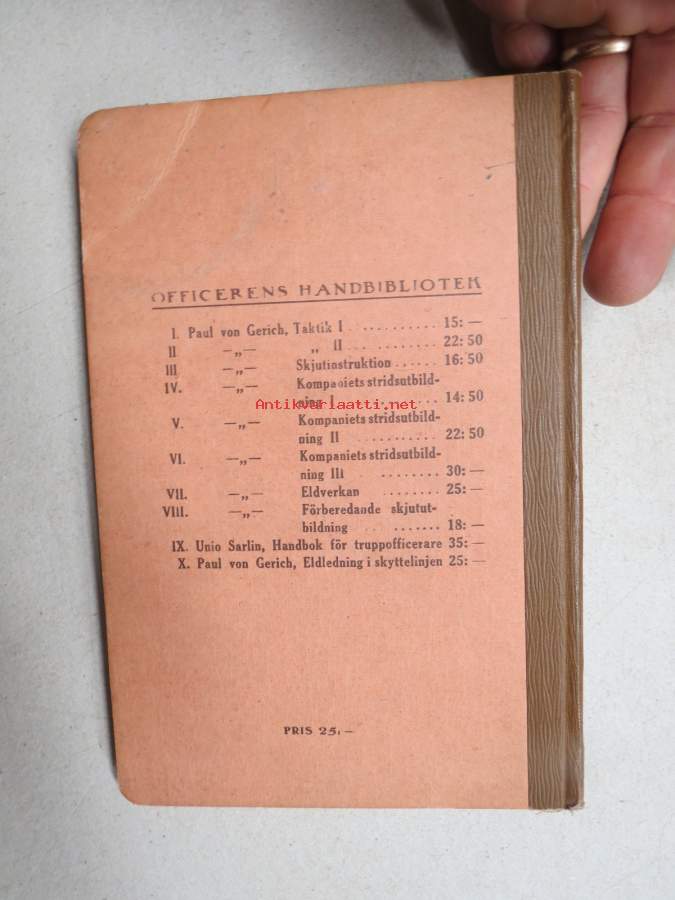 OFFICERENS HANDBIBLIOTEK
I. Paul von Gerich, Taktik I . . . . . . . . . . . 15: —
II —„— „ II . . . . . . . . . . 22: 50
III —„— Skjutinstruktion . . . . . . 16: 50
IV. —„— Kompaniets stridsutbild-
ning I . . . . . . . . . 14: 50
Antikvariaatti.net
V. —„— Kompaniets stridsutbild-
ning II . . . . . . . . 22: 50
VI. —„— Kompaniets stridsutbild-
ning III . . . . . . . . 30: —
VII. —„— Eldverkan . . . . . . . . 25: —
VIII. —„— Förberedande skjutut-
bildning . . . . . . . . . 18: —
IX. Unio Sarlin, Handbok för truppofficerare 35: —
X. Paul von Gerich, Eldledning i skyttelinjen 25: —
PRIS 25, —